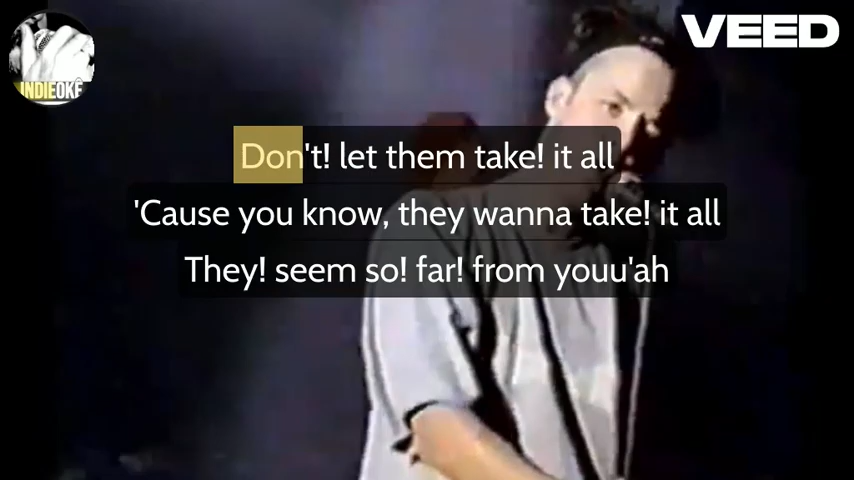 INDIEOKÊ
VEED
Don't! let them take! it all
'Cause you know, they wanna take! it all
They! seem so! far! from youu'ah